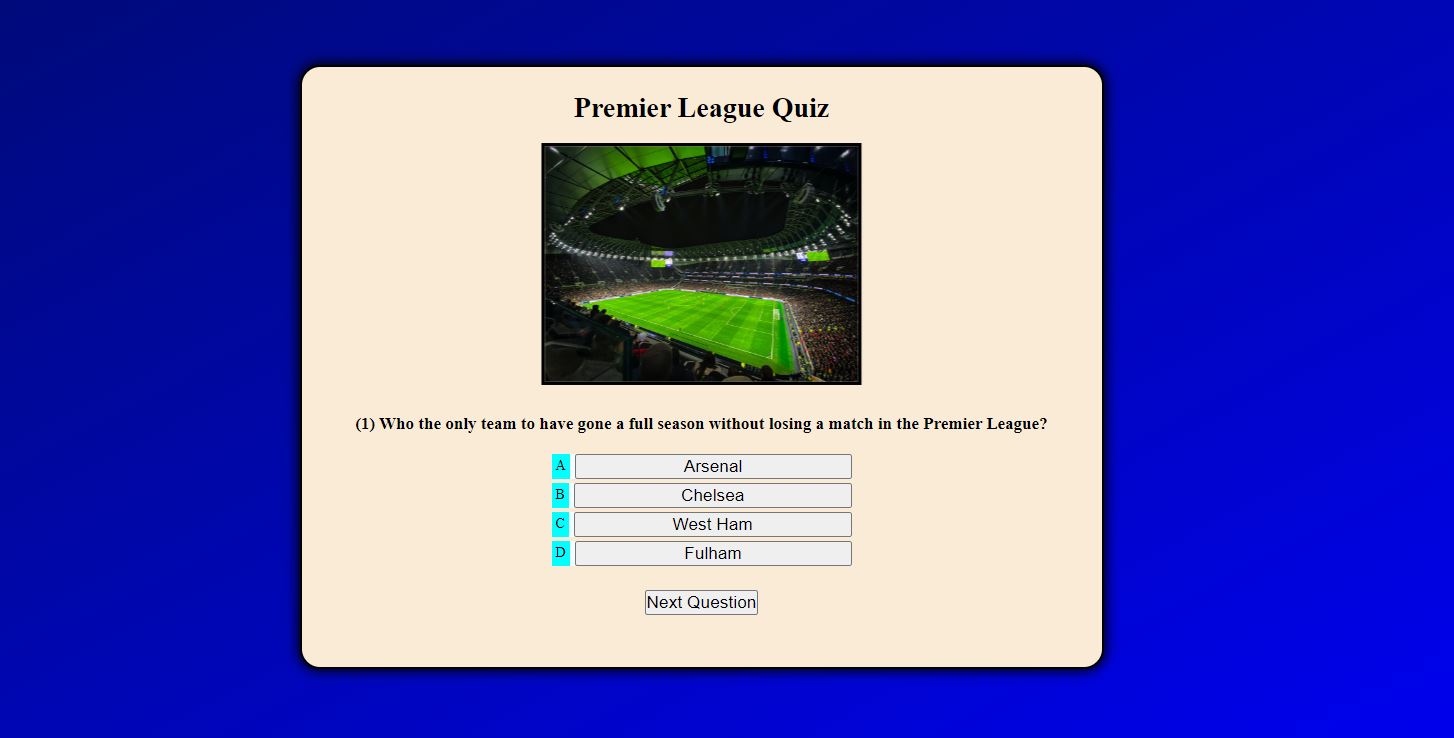 Premier League Quiz
(1) Who the only team to have gone a full season without losing a match in the Premier League?
A Arsenal
B Chelsea
C West Ham
D Fulham
Next Question